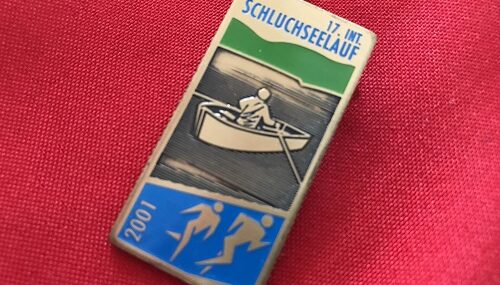 17. INT.
SCHLUCHSEELAUF
2001